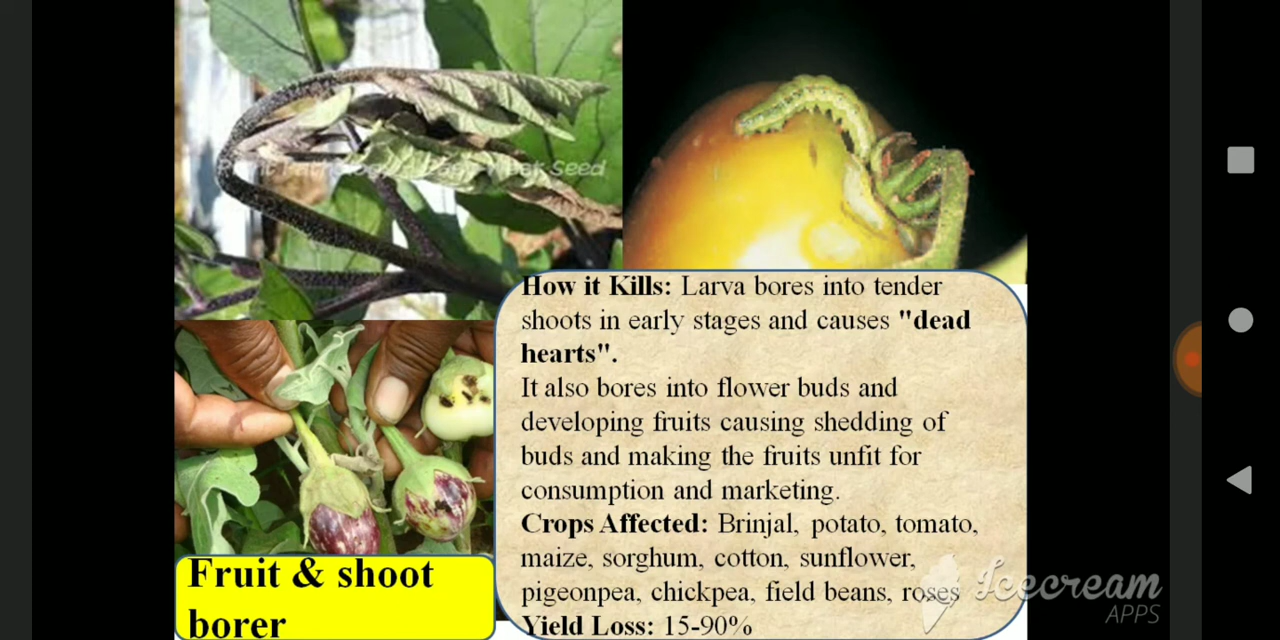 Meat Seed
How it Kills: Larva bores into tender
shoots in early stages and causes "dead
hearts".
It also bores into flower buds and
developing fruits causing shedding of
buds and making the fruits unfit for
consumption and marketing.
Crops Affected: Brinjal, potato, tomato,
maize, sorghum, cotton, sunflower,
pigeonpea, chickpea, field beans, roses
Yield Loss: 15-90%
Fruit & shoot
borer
Icecream
APPS